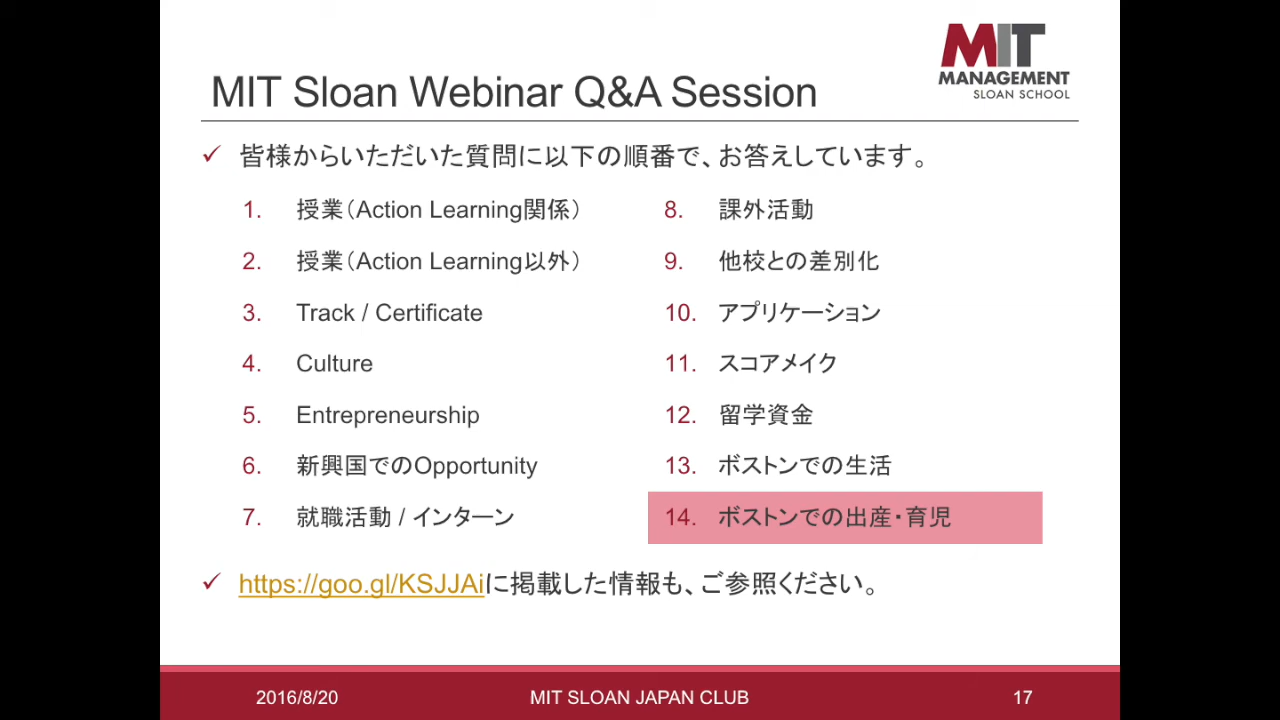 MIT
MANAGEMENT
SLOAN SCHOOL
MIT Sloan Webinar Q&A Session
✓ 皆様からいただいた質問に以下の順番で、お答えしています。
1. 授業（Action Learning関係）
2. 授業（Action Learning以外）
3. Track / Certificate
4. Culture
5. Entrepreneurship
6. 新興国でのOpportunity
7. 就職活動 / インターン
8. 課外活動
9. 他校との差別化
10. アプリケーション
11. スコアメイク
12. 留学資金
13. ボストンでの生活
14. ボストンでの出産・育児
✓ https://goo.gl/KSJJAiに掲載した情報も、ご参照ください。
2016/8/20
MIT SLOAN JAPAN CLUB
17